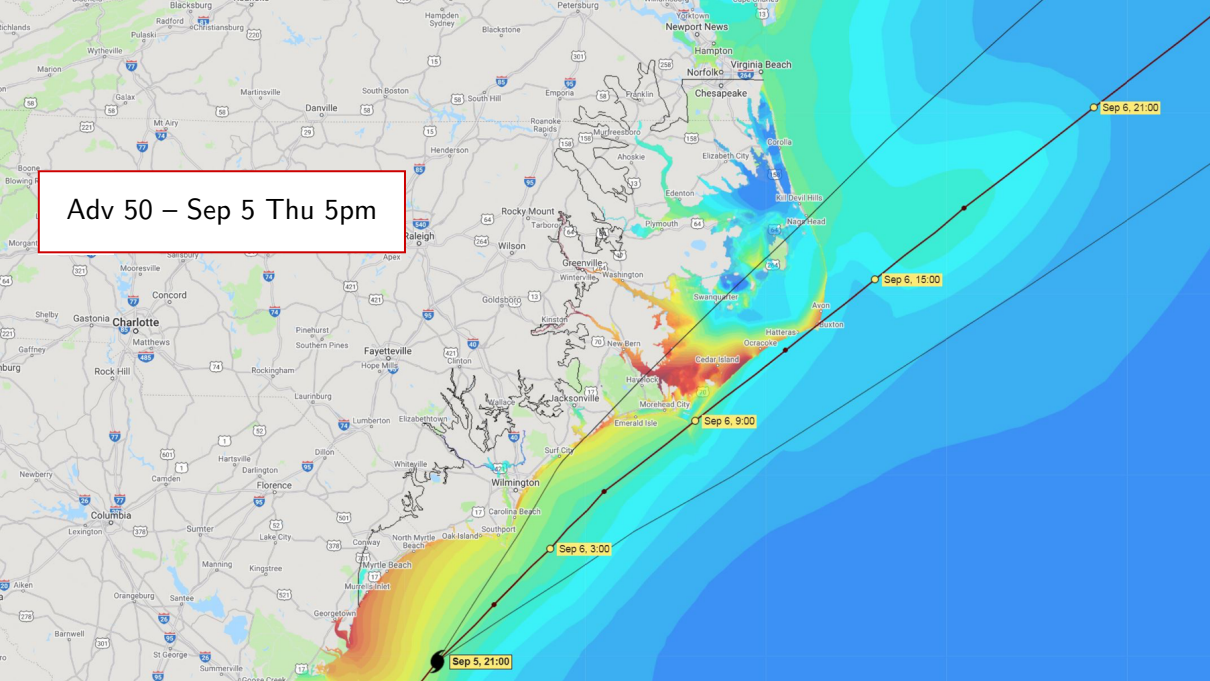 Adv 50 – Sep 5 Thu 5pm
Blacksburg
Radford
Pulaski
Christiansburg
Wytheville
Marion
Galax
Hampden
Sydney
Blackstone
Petersburg
Yorktown
Newport News
Hampton
Virginia Beach
Norfolk
Chesapeake
Martinsville
South Boston
South Hill
Emporia
Franklin
Danville
Mt Airy
Roanoke
Rapids
Murfreesboro
Henderson
Ahoskie
Elizabeth City
Corolla
Boone
Edenton
Kill Devil Hills
Rocky Mount
Tarboro
Plymouth
Nags Head
Raleigh
Wilson
Apex
Greenville
Winterville
Washington
Mooresville
Salisbury
Concord
Goldsboro
Swanquarter
Shelby
Gastonia
Charlotte
Matthews
Kinston
Avon
Buxton
Hatteras
Ocracoke
Pinehurst
Southern Pines
Fayetteville
Hope Mills
Clinton
New Bern
Cedar Island
Gaffney
Rock Hill
Rockingham
Havelock
Laurinburg
Wallace
Jacksonville
Morehead City
Emerald Isle
Elizabethtown
Lumberton
Surf City
Hartsville
Dillon
Whiteville
Newberry
Camden
Darlington
Florence
Wilmington
Carolina Beach
Columbia
Lexington
Sumter
Lake City
Conway
North Myrtle
Beach
Oak Island
Southport
Manning
Kingstree
Myrtle Beach
Murrells Inlet
Aiken
Orangeburg
Santee
Georgetown
Barnwell
St George
Summerville
Goose Creek
Sep 6, 21:00
Sep 6, 15:00
Sep 6, 9:00
Sep 6, 3:00
Sep 5, 21:00